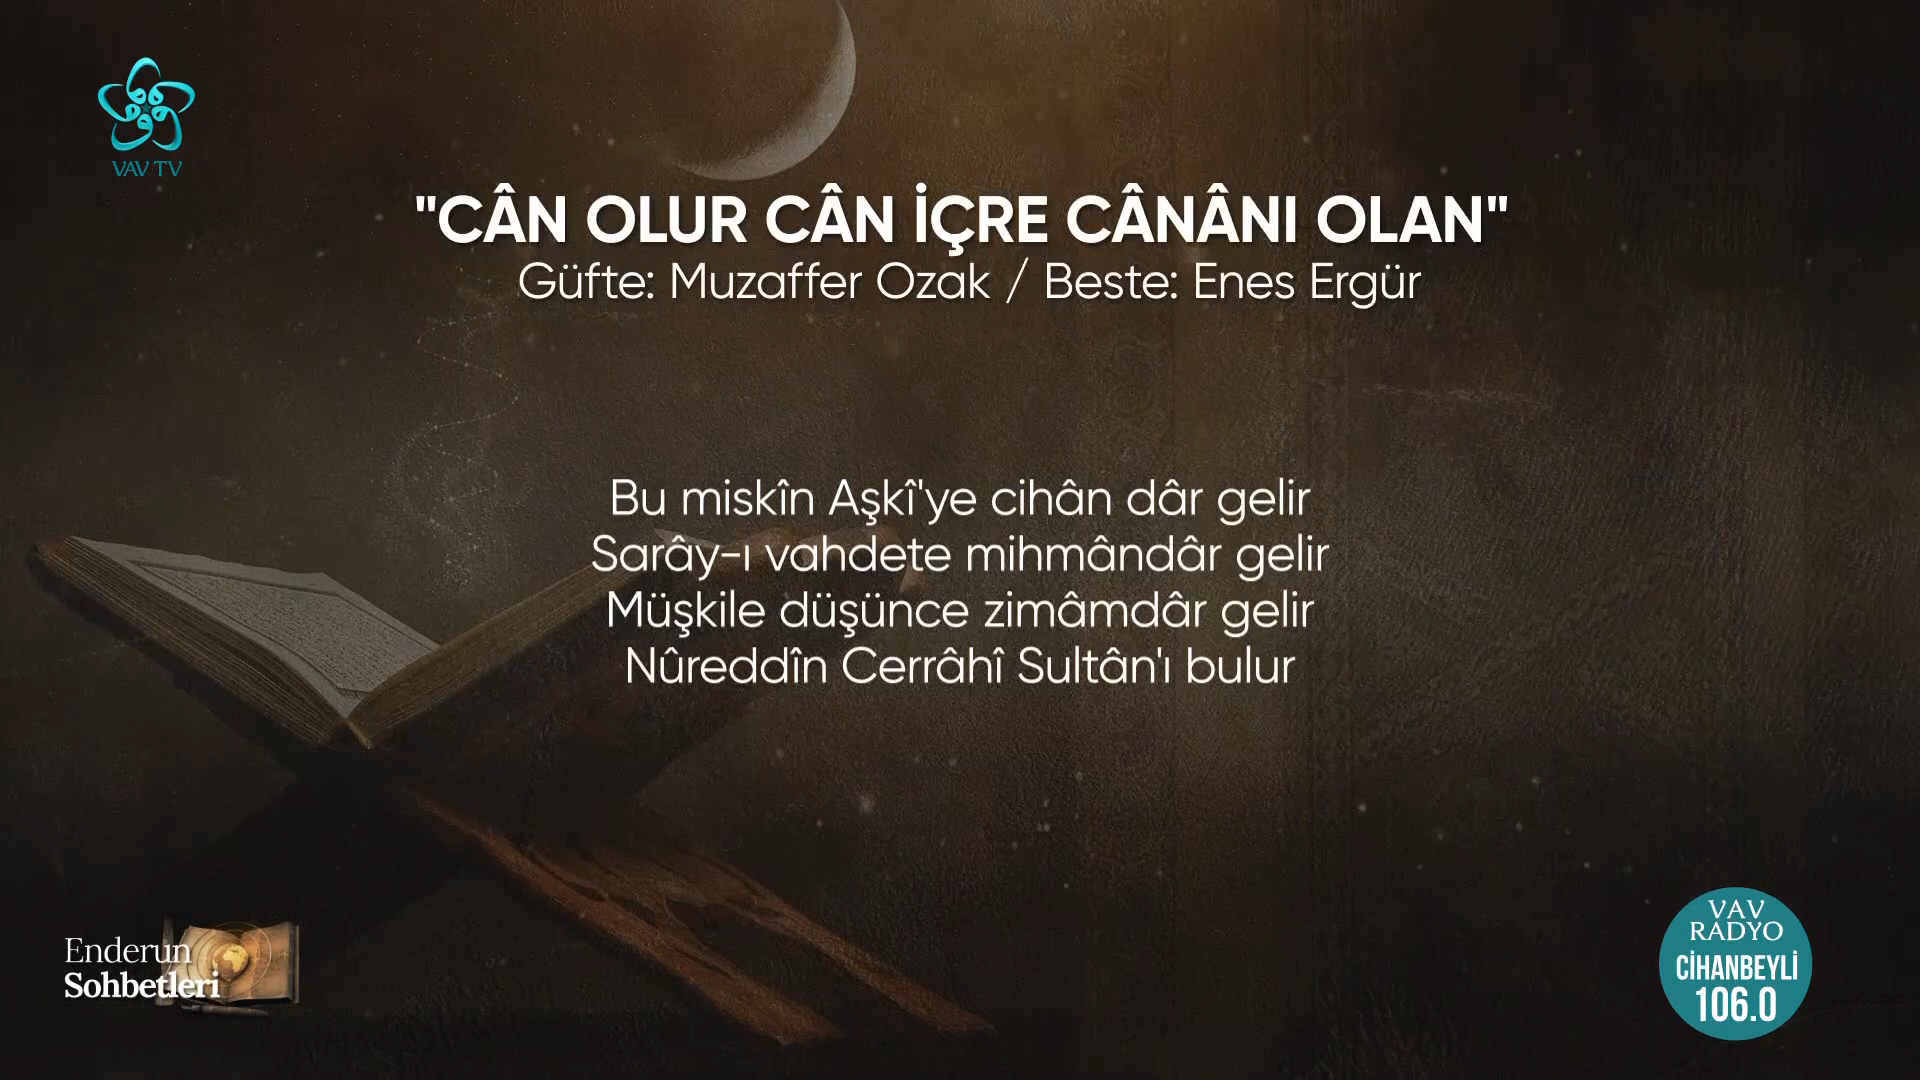 VAV TV
"CÂN OLUR CÂN İÇRE CÂNÂNI OLAN"
Güfte: Muzaffer Ozak / Beste: Enes Ergür
Bu miskîn Aşkî'ye cihân dâr gelir
Sarây-ı vahdete mihmândâr gelir
Müşkile düşünce zimâmdâr gelir
Nûreddîn Cerrâhî Sultân'ı bulur
Enderun
Sohbetleri
VAV
RADYO
CİHANBEYLİ
106.0